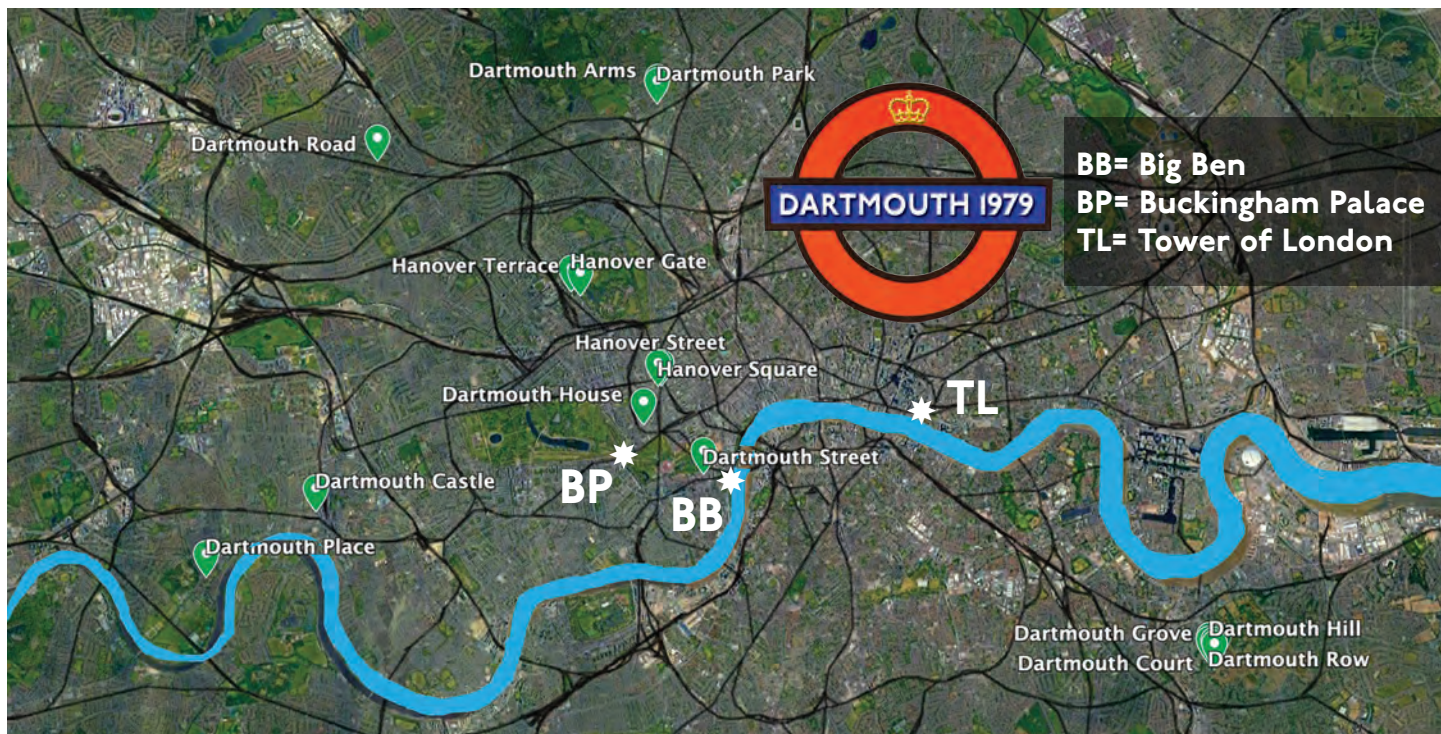 Dartmouth Arms
Dartmouth Park
Dartmouth Road
DARTMOUTH 1979
BB= Big Ben
BP= Buckingham Palace
TL= Tower of London
Hanover Terrace
Hanover Gate
Hanover Street
Hanover Square
Dartmouth House
TL
Dartmouth Street
BP
BB
Dartmouth Castle
Dartmouth Place
Dartmouth Grove
Dartmouth Hill
Dartmouth Court
Dartmouth Row